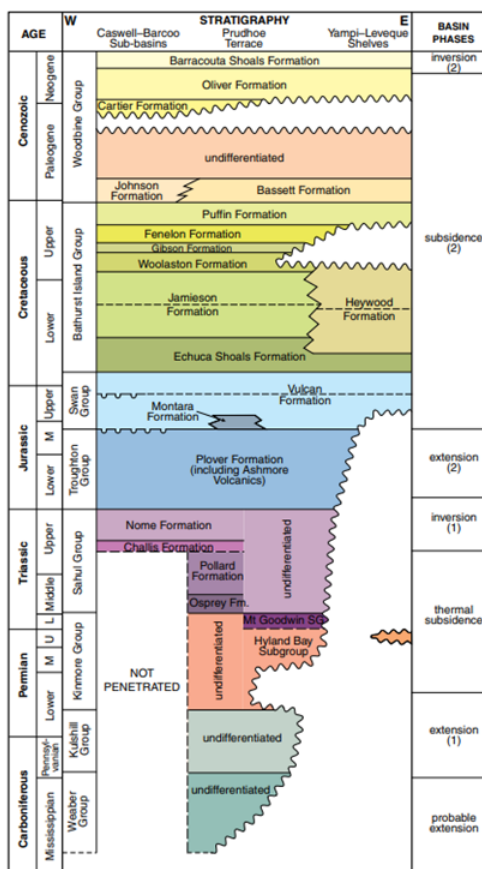 W
STRATIGRAPHY
E
BASIN
PHASES
AGE
Caswell–Barcoo
Sub-basins
Prudhoe
Terrace
Yampi–Leveque
Shelves
Cenozoic
Neogene
Paleogene
Woodbine Group
Barracouta Shoals Formation
Oliver Formation
Cartier Formation
undifferentiated
Johnson
Formation
Bassett Formation
inversion
(2)
Cretaceous
Upper
Lower
Bathurst Island Group
Puffin Formation
Fenelon Formation
Gibson Formation
Woolaston Formation
Jamieson
Formation
Heywood
Formation
Echuca Shoals Formation
subsidence
(2)
Jurassic
Upper
M
Lower
Swan
Group
Troughton
Group
Vulcan
Formation
Montara
Formation
Plover Formation
(including Ashmore
Volcanics)
extension
(2)
Triassic
Upper
Middle
L
Sahul Group
Nome Formation
Challis Formation
Pollard
Formation
Osprey Fm.
undifferentiated
Mt Goodwin SG
inversion
(1)
thermal
subsidence
Permian
U
M
Lower
Kinmore Group
NOT
PENETRATED
undifferentiated
Hyland Bay
Subgroup
Carboniferous
Pennsyl-
vanian
Mississippian
Kulshill
Group
Weaber
Group
undifferentiated
undifferentiated
extension
(1)
probable
extension